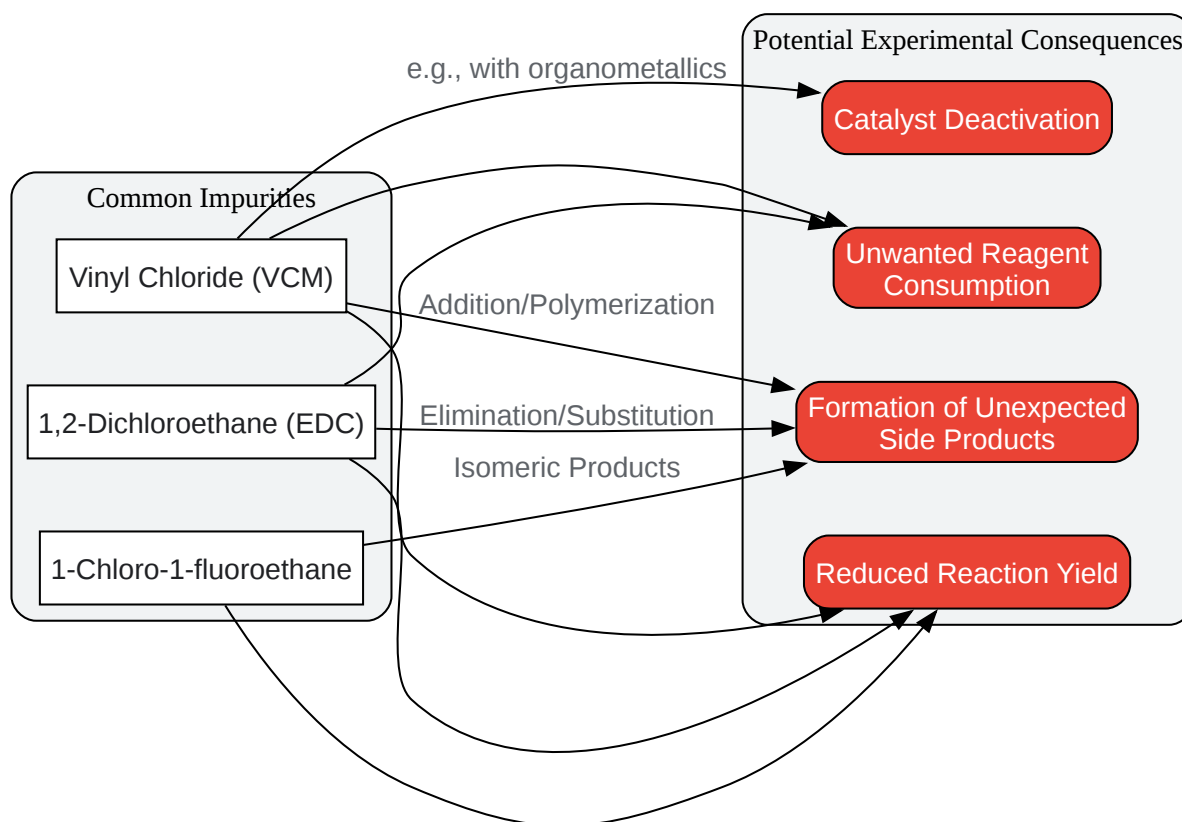 Potential Experimental Consequences
e.g., with organometallics
Catalyst Deactivation
Common Impurities
Vinyl Chloride (VCM)
Unwanted Reagent
Consumption
Addition/Polymerization
1,2-Dichloroethane (EDC)
Elimination/Substitution
Formation of Unexpected
Side Products
Isomeric Products
1-Chloro-1-fluoroethane
Reduced Reaction Yield